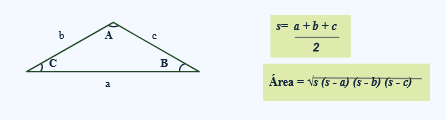 b
A
c
C
B
a
s= a + b + c
2
Área = √s (s - a) (s - b) (s - c)